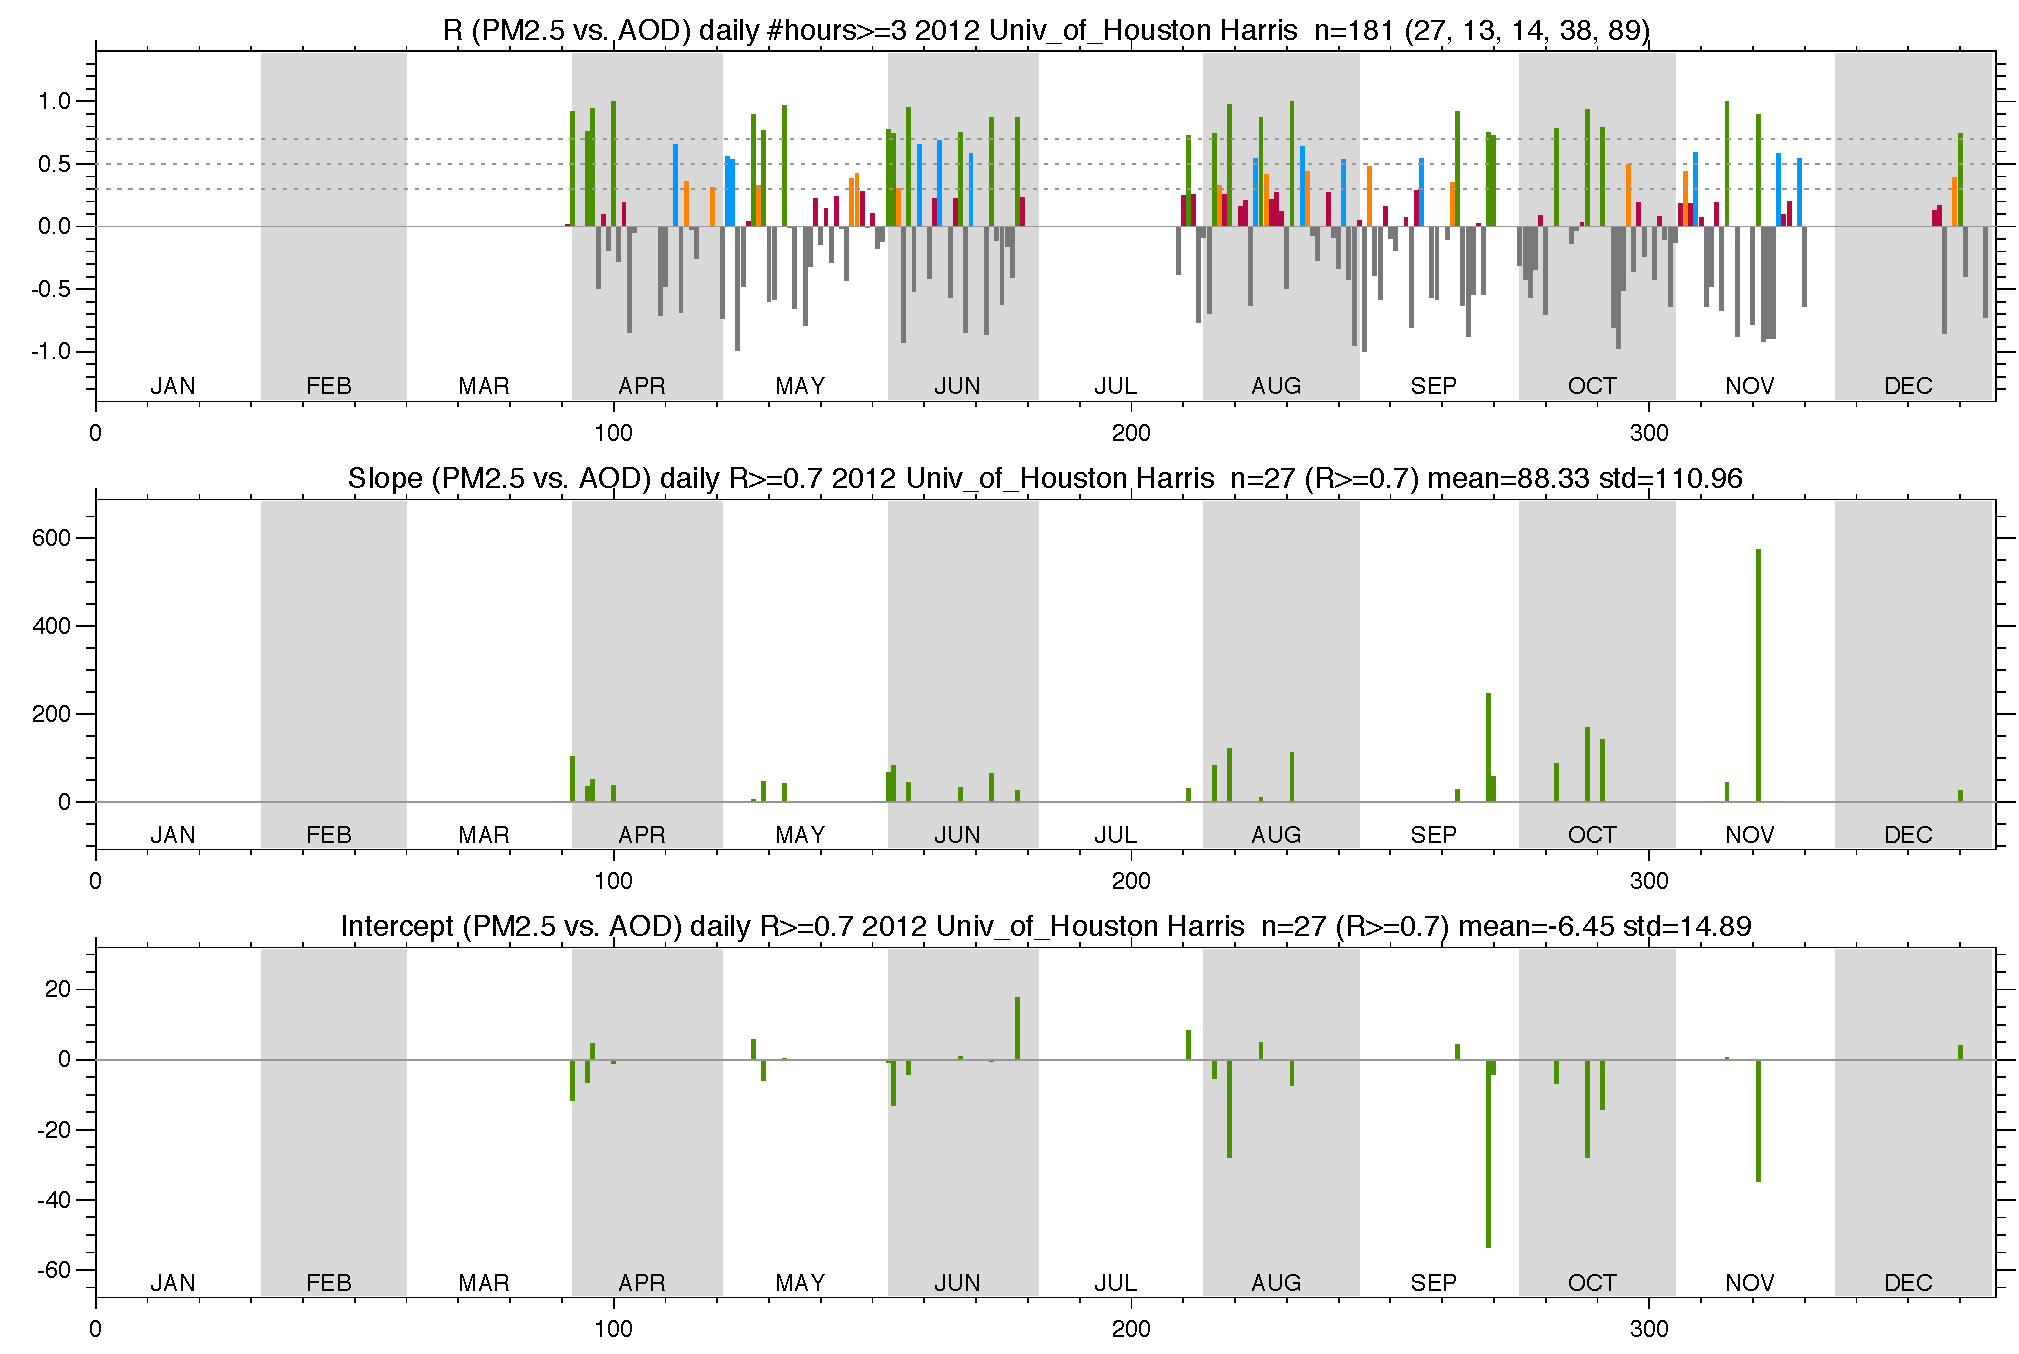 R (PM2.5 vs. AOD) daily #hours>=3 2012 Univ_of_Houston Harris n=181 (27, 13, 14, 38, 89)
1.0
0.5
0.0
-0.5
-1.0
JAN FEB MAR APR MAY JUN JUL AUG SEP OCT NOV DEC
0 100 200 300
Slope (PM2.5 vs. AOD) daily R>=0.7 2012 Univ_of_Houston Harris n=27 (R>=0.7) mean=88.33 std=110.96
600
400
200
0
JAN FEB MAR APR MAY JUN JUL AUG SEP OCT NOV DEC
0 100 200 300
Intercept (PM2.5 vs. AOD) daily R>=0.7 2012 Univ_of_Houston Harris n=27 (R>=0.7) mean=-6.45 std=14.89
20
0
-20
-40
-60
JAN FEB MAR APR MAY JUN JUL AUG SEP OCT NOV DEC
0 100 200 300